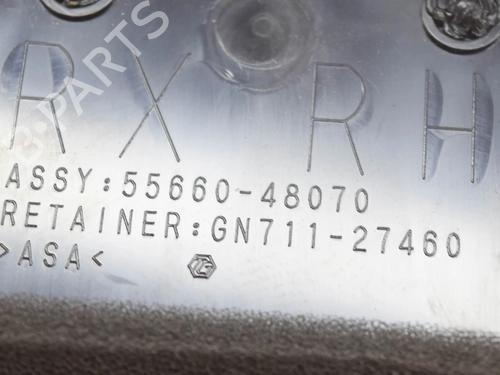 RX RH
ASSY:55660-48070
RETAINER:GN711-27460
>ASA<
B-PARTS